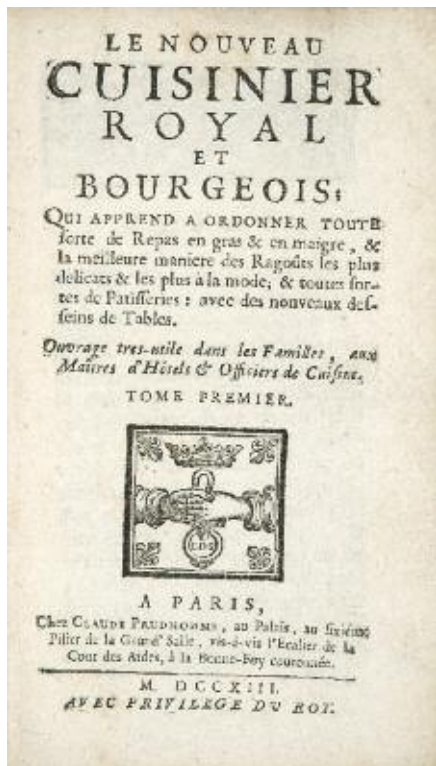 LE NOUVEAU
CUISINIER
ROYAL
ET
BOURGEOIS:
QUI APPREND A ORDONNER TOUTE
ſorte de Repas en gras & en maigre, &
la meilleure maniere des Ragoûts les plus
delicats & les plus à la mode; & toutes ſor-
tes de Patiſſeries: avec des nouveaux deſ-
ſeins de Tables.
Ouvrage tres-utile dans les Familles, aux
Maîtres d'Hôtels & Officiers de Cuiſine.
TOME PREMIER.
A PARIS,
Chez CLAUDE PRUDHOMME, au Palais, au ſixiéme
Pilier de la Grand' Salle, vis-à-vis l'Eſcalier de la
Cour des Aides, à la Bonne-Foy couronnée.
M. DCCXIII.
AVEC PRIVILEGE DU ROY.